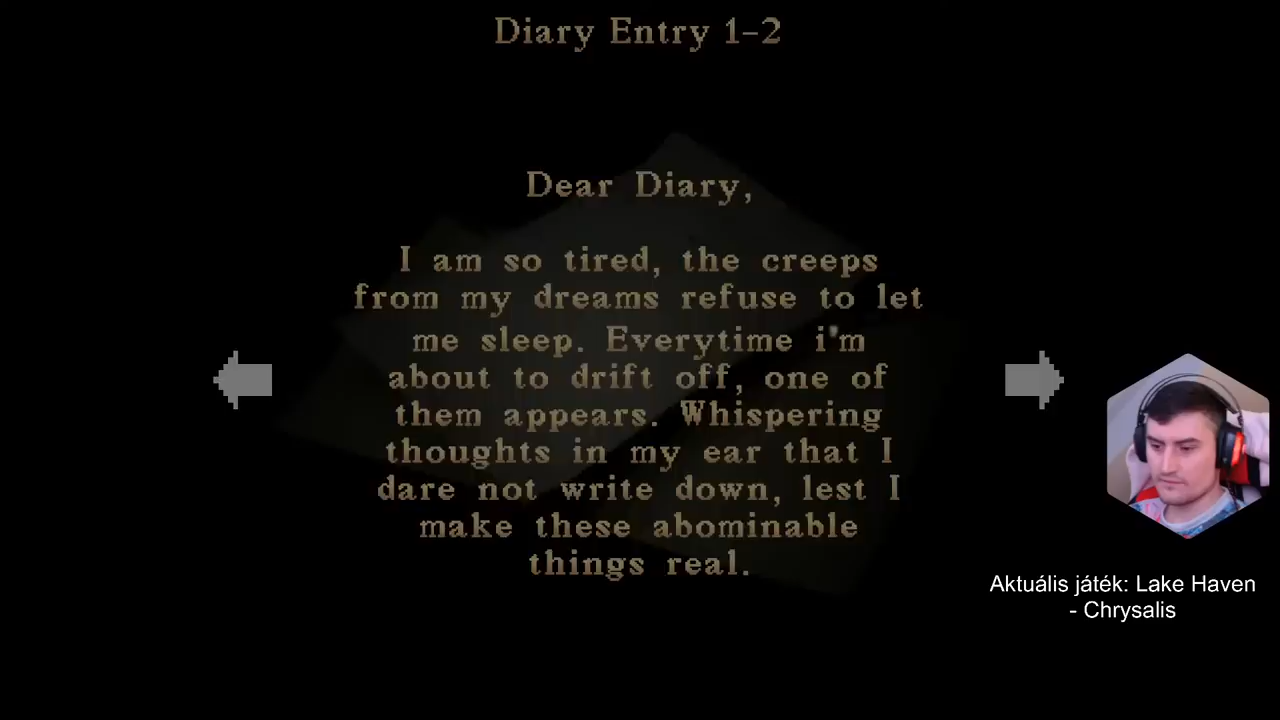 Diary Entry 1-2
Dear Diary,
I am so tired, the creeps
from my dreams refuse to let
me sleep. Everytime i'm
about to drift off, one of
them appears. Whispering
thoughts in my ear that I
dare not write down, lest I
make these abominable
things real.
Aktuális játék: Lake Haven
- Chrysalis